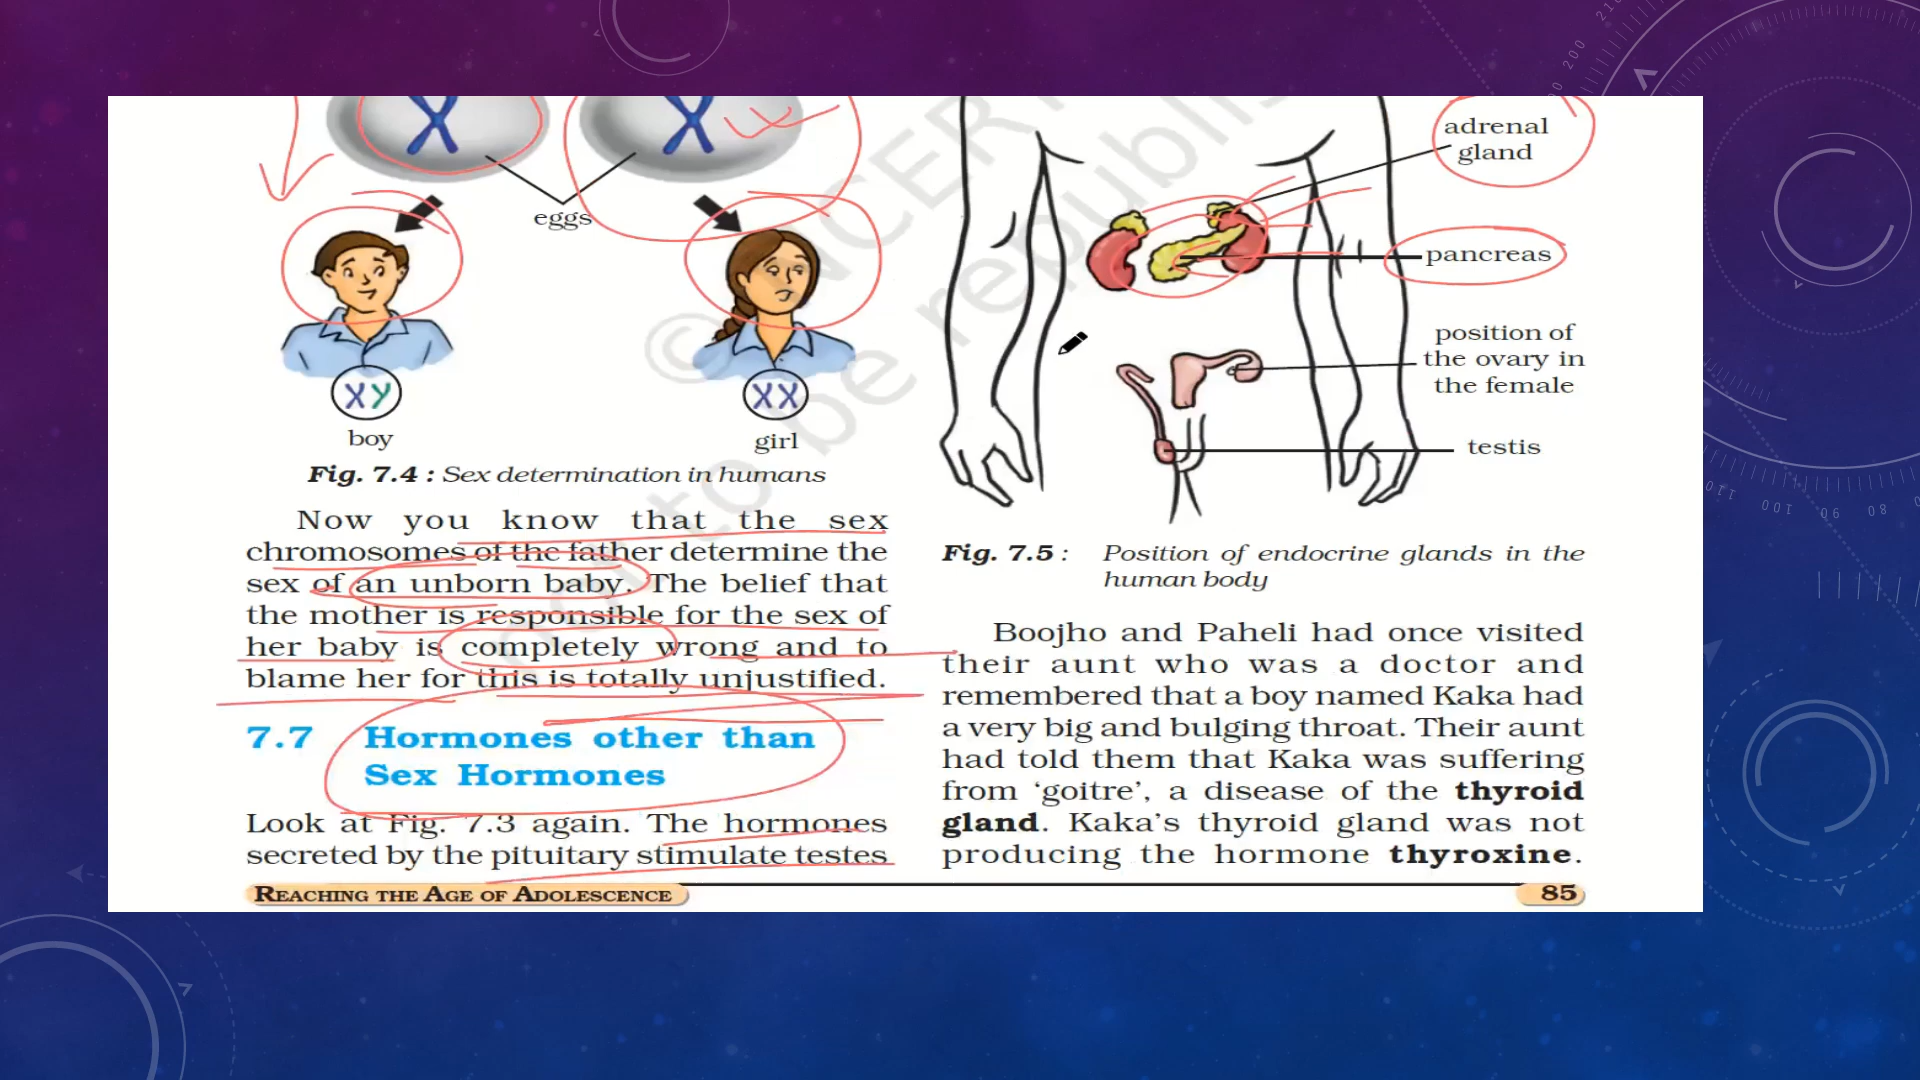 eggs
XY
XX
boy
girl
Fig. 7.4 : Sex determination in humans
Now you know that the sex
chromosomes of the father determine the
sex of an unborn baby. The belief that
the mother is responsible for the sex of
her baby is completely wrong and to
blame her for this is totally unjustified.
7.7 Hormones other than
Sex Hormones
Look at Fig. 7.3 again. The hormones
secreted by the pituitary stimulate testes
adrenal
gland
pancreas
position of
the ovary in
the female
testis
Fig. 7.5 : Position of endocrine glands in the
human body
Boojho and Paheli had once visited
their aunt who was a doctor and
remembered that a boy named Kaka had
a very big and bulging throat. Their aunt
had told them that Kaka was suffering
from ‘goitre’, a disease of the thyroid
gland. Kaka’s thyroid gland was not
producing the hormone thyroxine.
REACHING THE AGE OF ADOLESCENCE
85
© NCERT
not to be republis